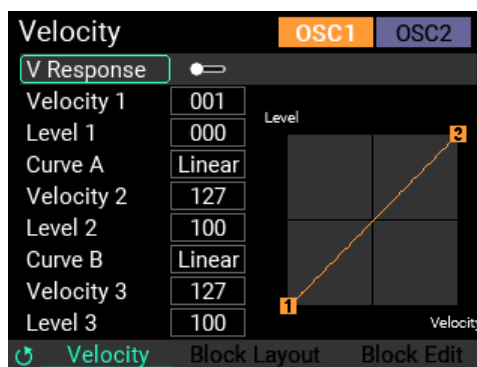 Velocity OSC1 OSC2
V Response
Velocity 1 001
Level 1 000
Curve A Linear
Velocity 2 127
Level 2 100
Curve B Linear
Velocity 3 127
Level 3 100
Level
2
1
Velocity
Velocity Block Layout Block Edit